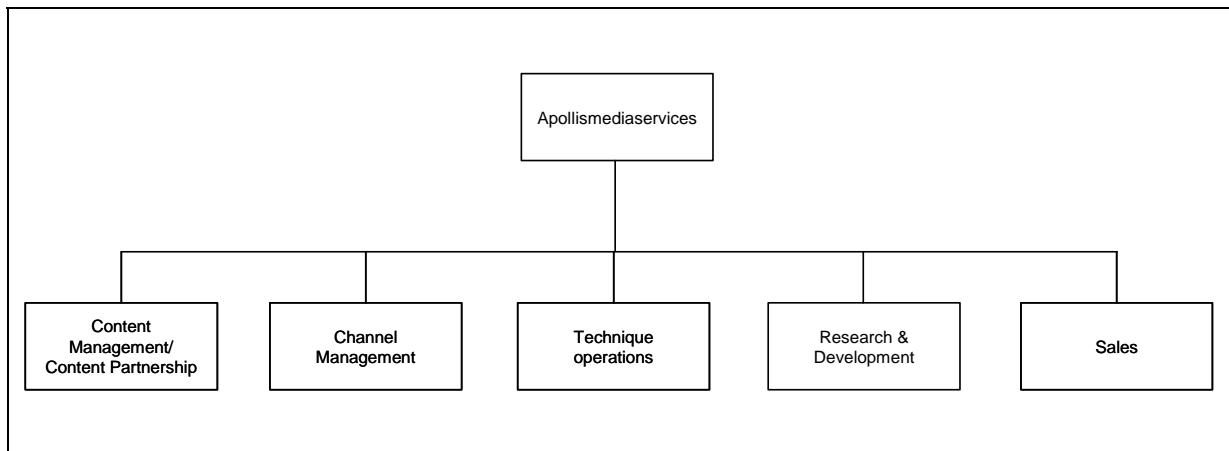 Apollismediaservices
Content
Management/
Content Partnership
Channel
Management
Technique
operations
Research &
Development
Sales